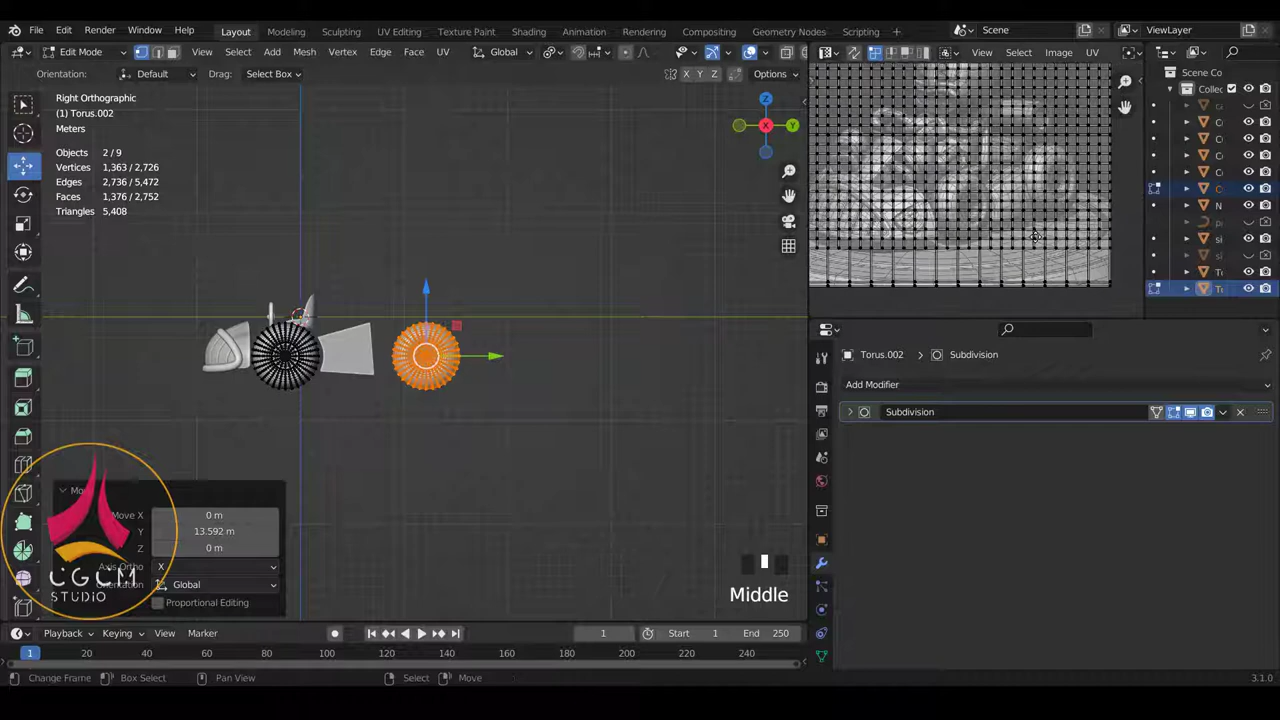 File Edit Render Window Help Layout Modeling Sculpting UV Editing Texture Paint Shading Animation Rendering Compositing Geometry Nodes Scripting Scene ViewLayer
Edit Mode View Select Add Mesh Vertex Edge Face UV Global View Select Image UV
Orientation: Default Drag: Select Box X Y Z Options Scene Co
Collec
Right Orthographic
(1) Torus.002
Meters
Objects 2 / 9
Vertices 1,363 / 2,726
Edges 2,736 / 5,472
Faces 1,376 / 2,752
Triangles 5,408
Z
X Y
N
Torus.002 Subdivision
Add Modifier
Subdivision
Move X 0 m
Y 13.592 m
Z 0 m
Axis Ortho X
Orientation Global
Proportional Editing
CGCM
STUDIO
Middle
Playback Keying View Marker 1 Start 1 End 250
1 20 40 60 80 100 120 140 160 180 200 220 240
Change Frame Box Select Pan View Select Move 3.1.0